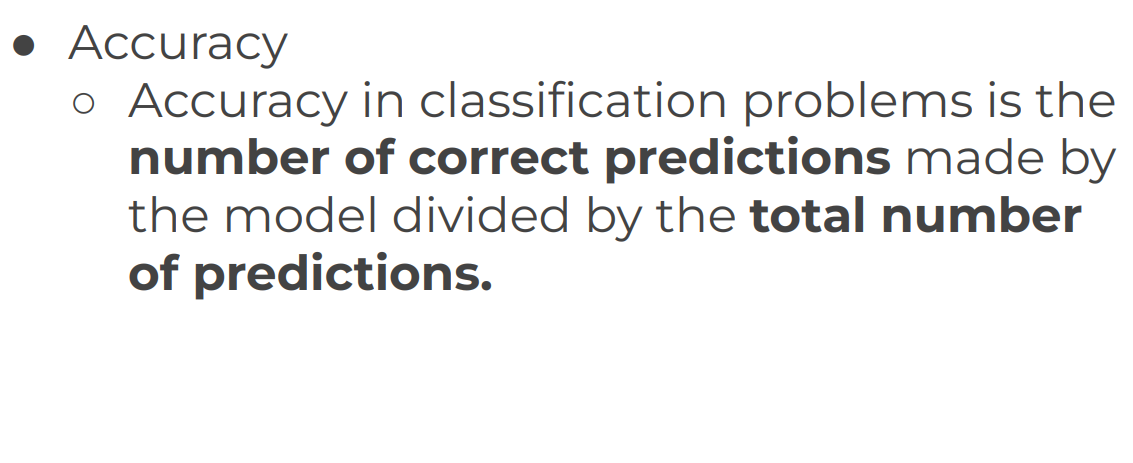 ● Accuracy
○ Accuracy in classification problems is the
number of correct predictions made by
the model divided by the total number
of predictions.